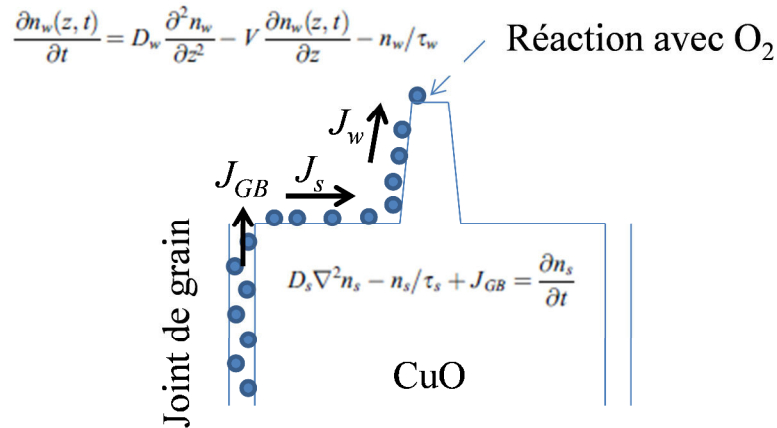 ∂n_w(z, t)/∂t = D_w ∂²n_w/∂z² − V ∂n_w(z, t)/∂z − n_w/τ_w
Réaction avec O₂
J_w
J_GB
J_s
Joint de grain
D_s∇²n_s − n_s/τ_s + J_GB = ∂n_s/∂t
CuO